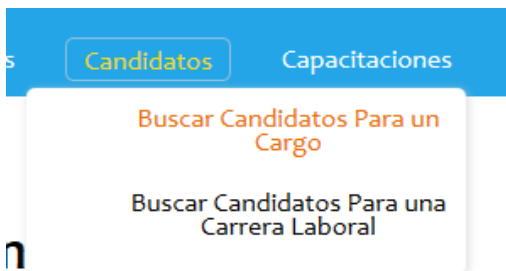 s Candidatos Capacitaciones
Buscar Candidatos Para un
Cargo
Buscar Candidatos Para una
Carrera Laboral
n